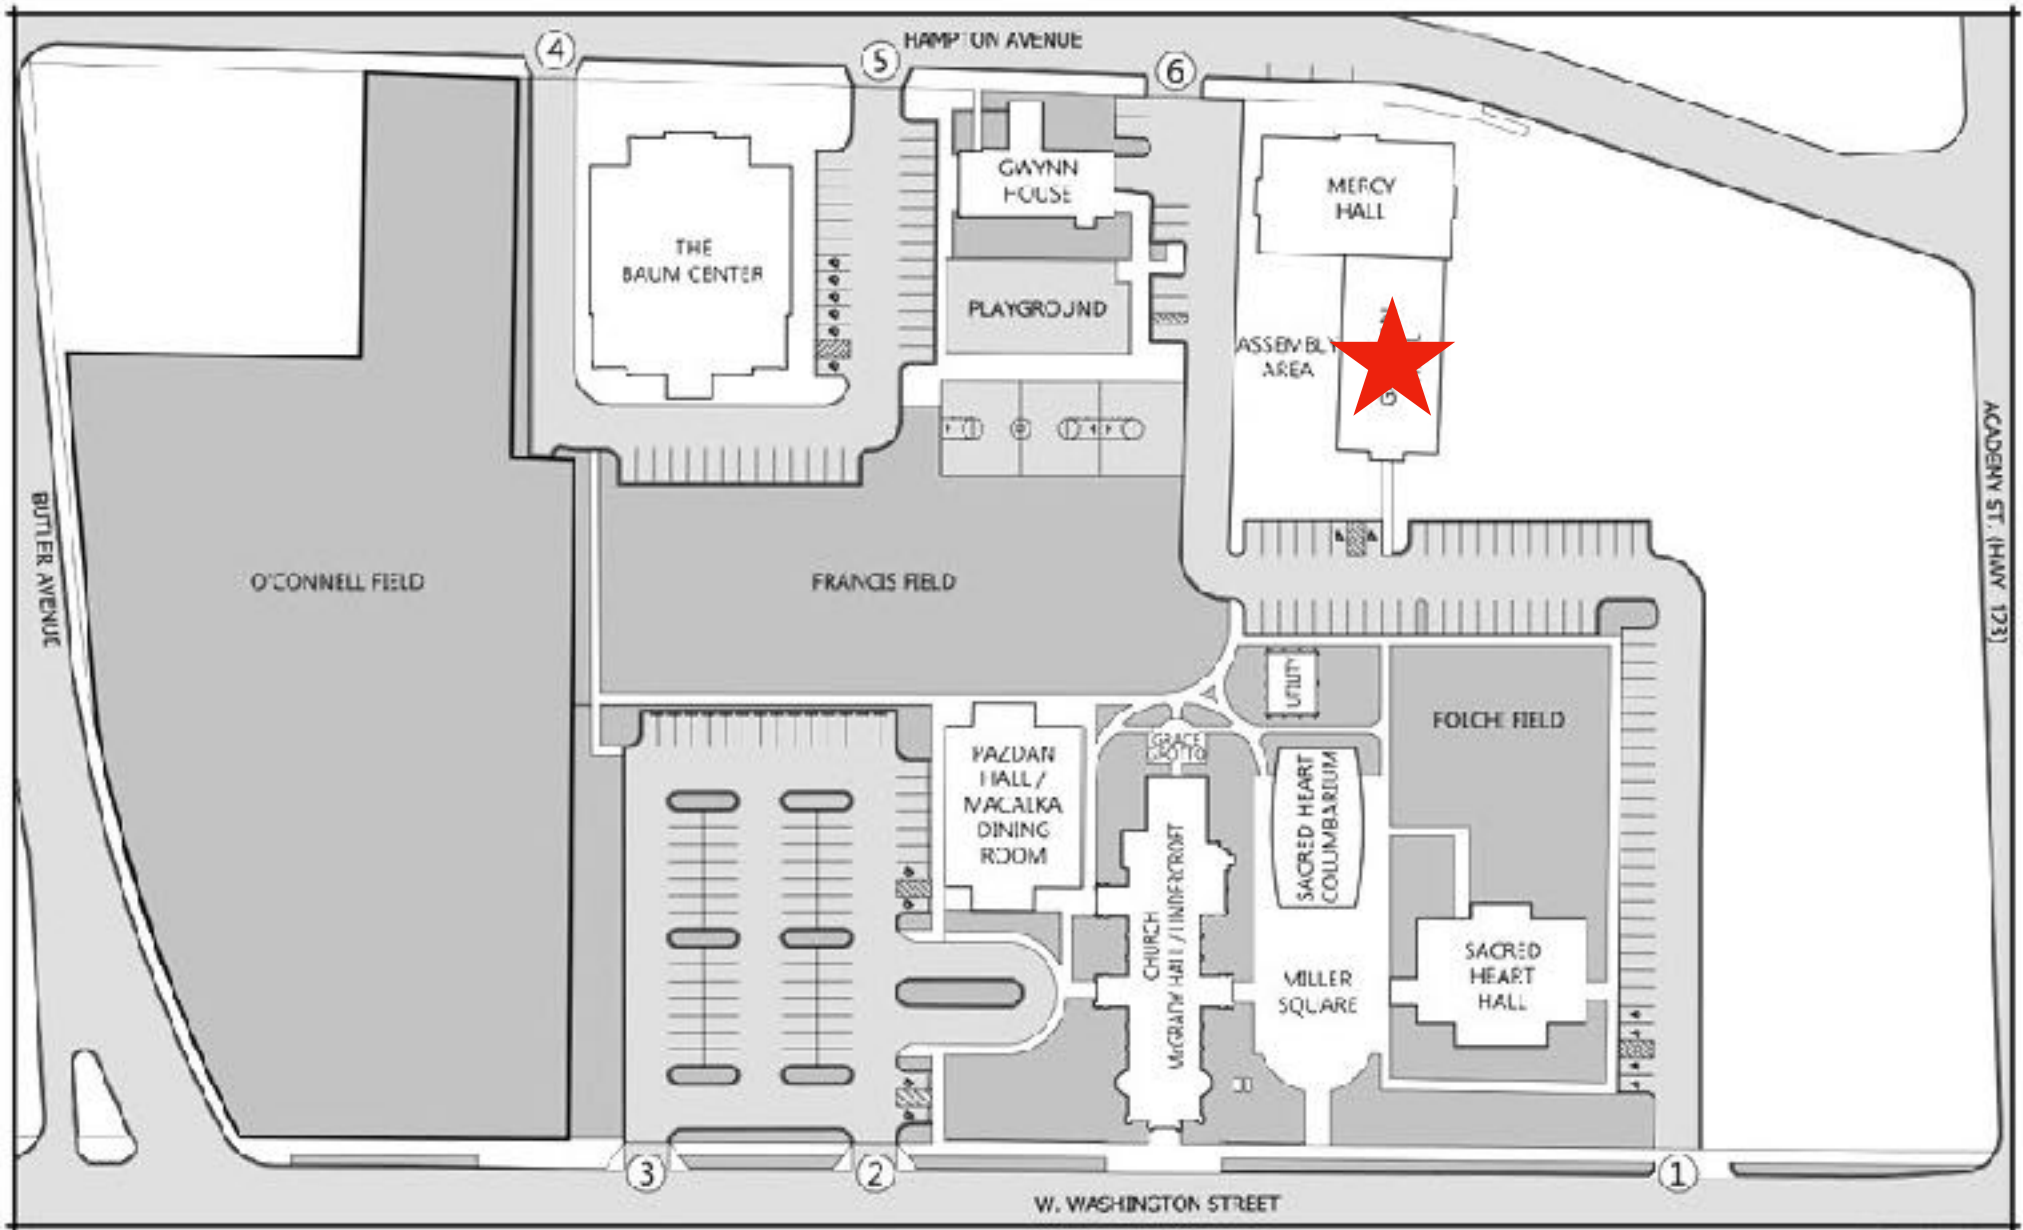 HAMPTON AVENUE
4
5
6
GWYNN
HOUSE
MERCY
HALL
THE
BAUM CENTER
PLAYGROUND
ASSEMBLY
AREA
BUTLER AVENUE
ACADEMY ST. (HWY 123)
O'CONNELL FIELD
FRANCIS FIELD
UTILITY
FOLCHI FIELD
GRACE
GROTTO
PAZDAN
HALL /
MACALKA
DINING
ROOM
SACRED HEART
COLUMBARIUM
CHURCH
McGRADY HALL / UNDERCROFT
MILLER
SQUARE
SACRED
HEART
HALL
3
2
1
W. WASHINGTON STREET